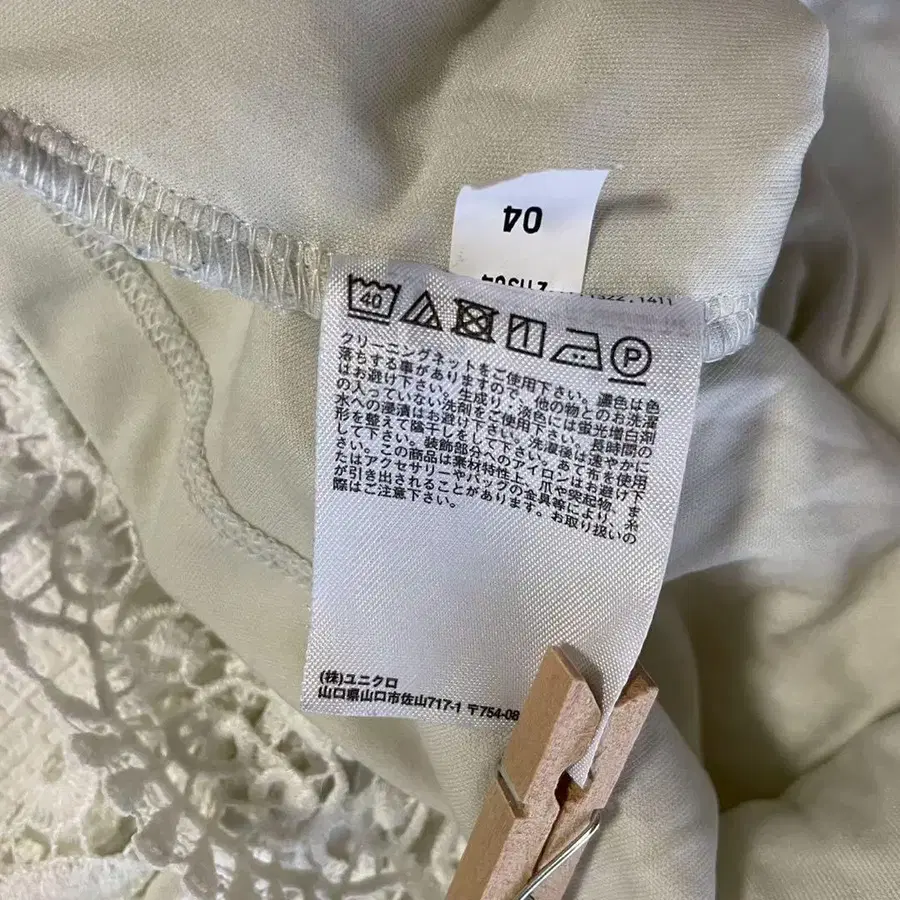 04
40
P
クリーニングネットをご使用下さい。濃色は色
落ちする事がありますので、他の物との洗濯
はお避け下さい。生成り、淡色には蛍光増白剤
の入っていない洗剤をご使用下さい。長時間の
水への浸漬はお避け下さい。洗濯後は速やかに
形を整えて陰干しをして下さい。あて布を使用
して下さい。装飾部分へのアイロンはお避け下
さい。この商品は素材特性上、爪や突起物、ま
たはアクセサリーやバッグの金具等により、糸
が引き出されることがあります。お取り扱いの
際はご注意下さい。
(株)ユニクロ
山口県山口市佐山717-1 〒754-08